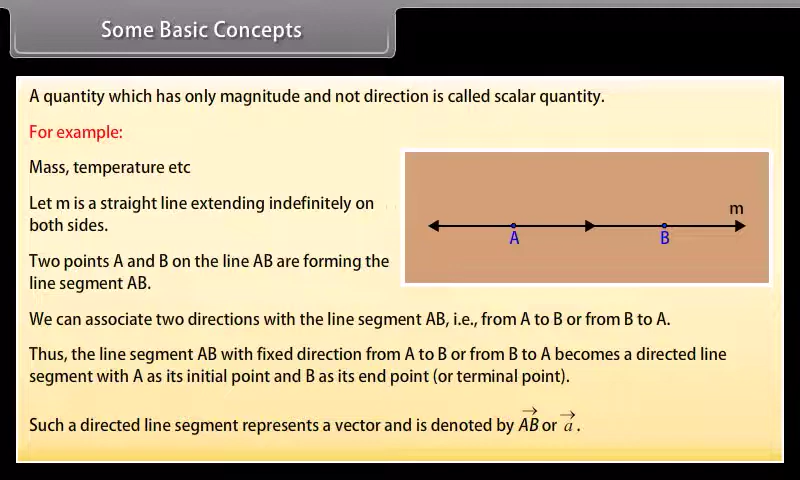 Some Basic Concepts
A quantity which has only magnitude and not direction is called scalar quantity.
For example:
Mass, temperature etc
Let m is a straight line extending indefinitely on
both sides.
Two points A and B on the line AB are forming the
line segment AB.
m
A B
We can associate two directions with the line segment AB, i.e., from A to B or from B to A.
Thus, the line segment AB with fixed direction from A to B or from B to A becomes a directed line
segment with A as its initial point and B as its end point (or terminal point).
Such a directed line segment represents a vector and is denoted by \(\overrightarrow{AB}\) or \(\overrightarrow{a}\).